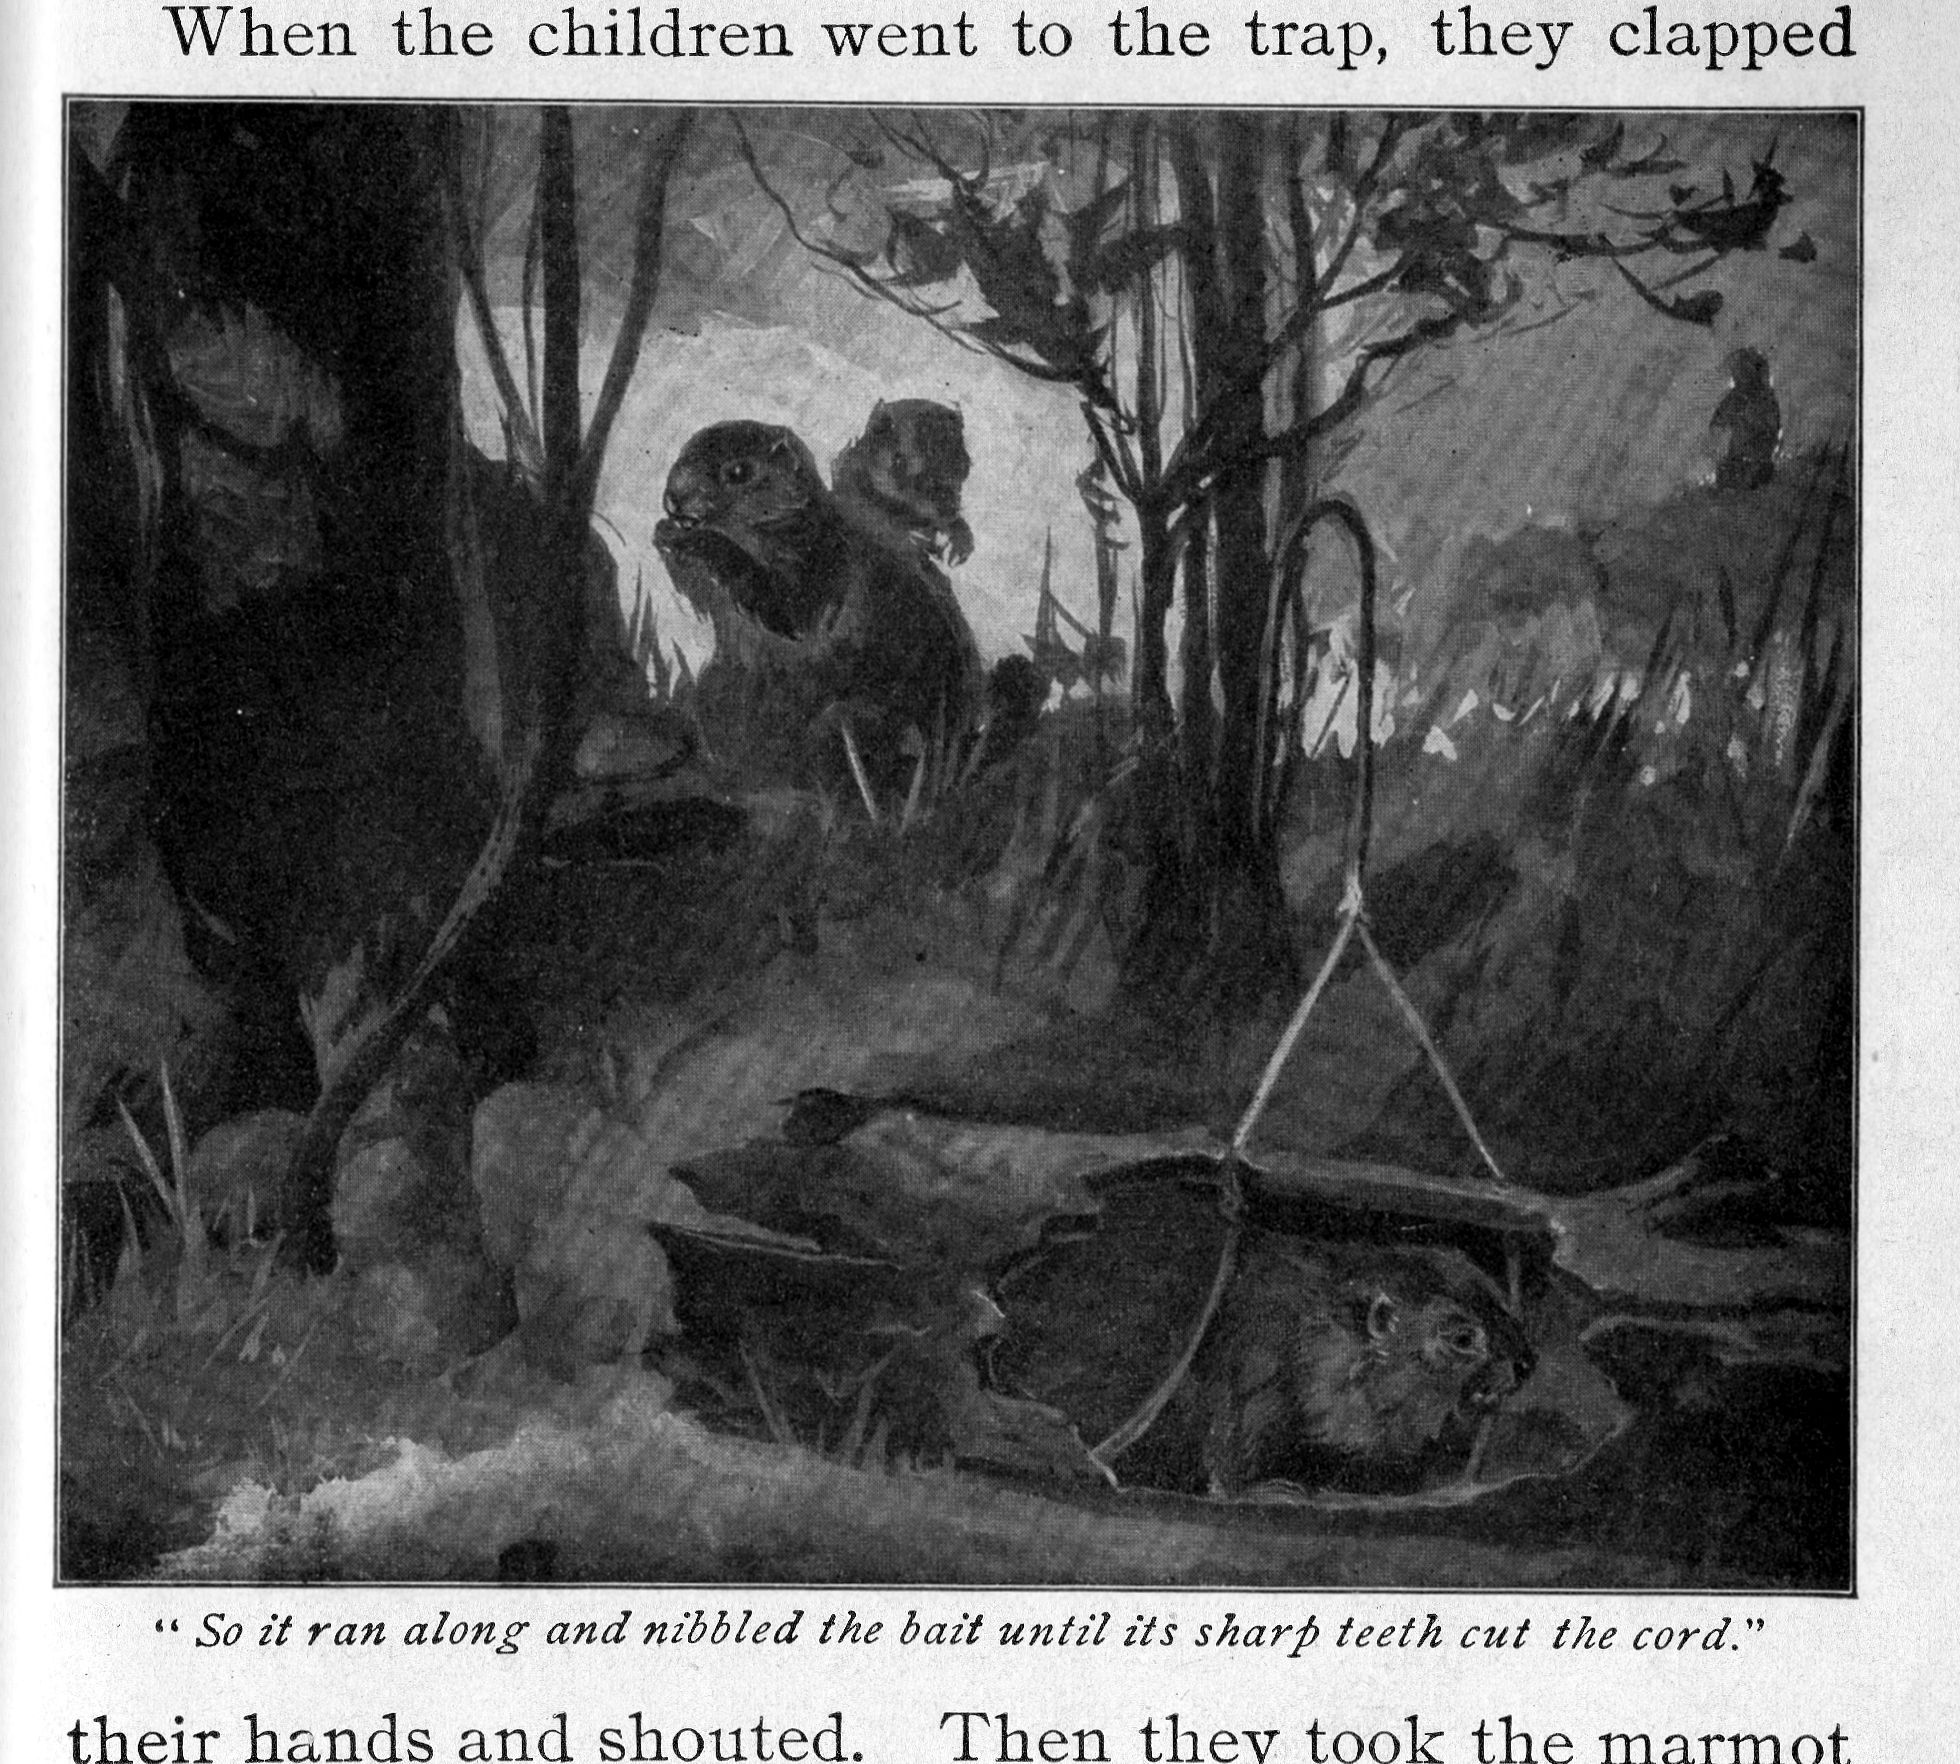 When the children went to the trap, they clapped
“ So it ran along and nibbled the bait until its sharp teeth cut the cord.”
their hands and shouted. Then they took the marmot